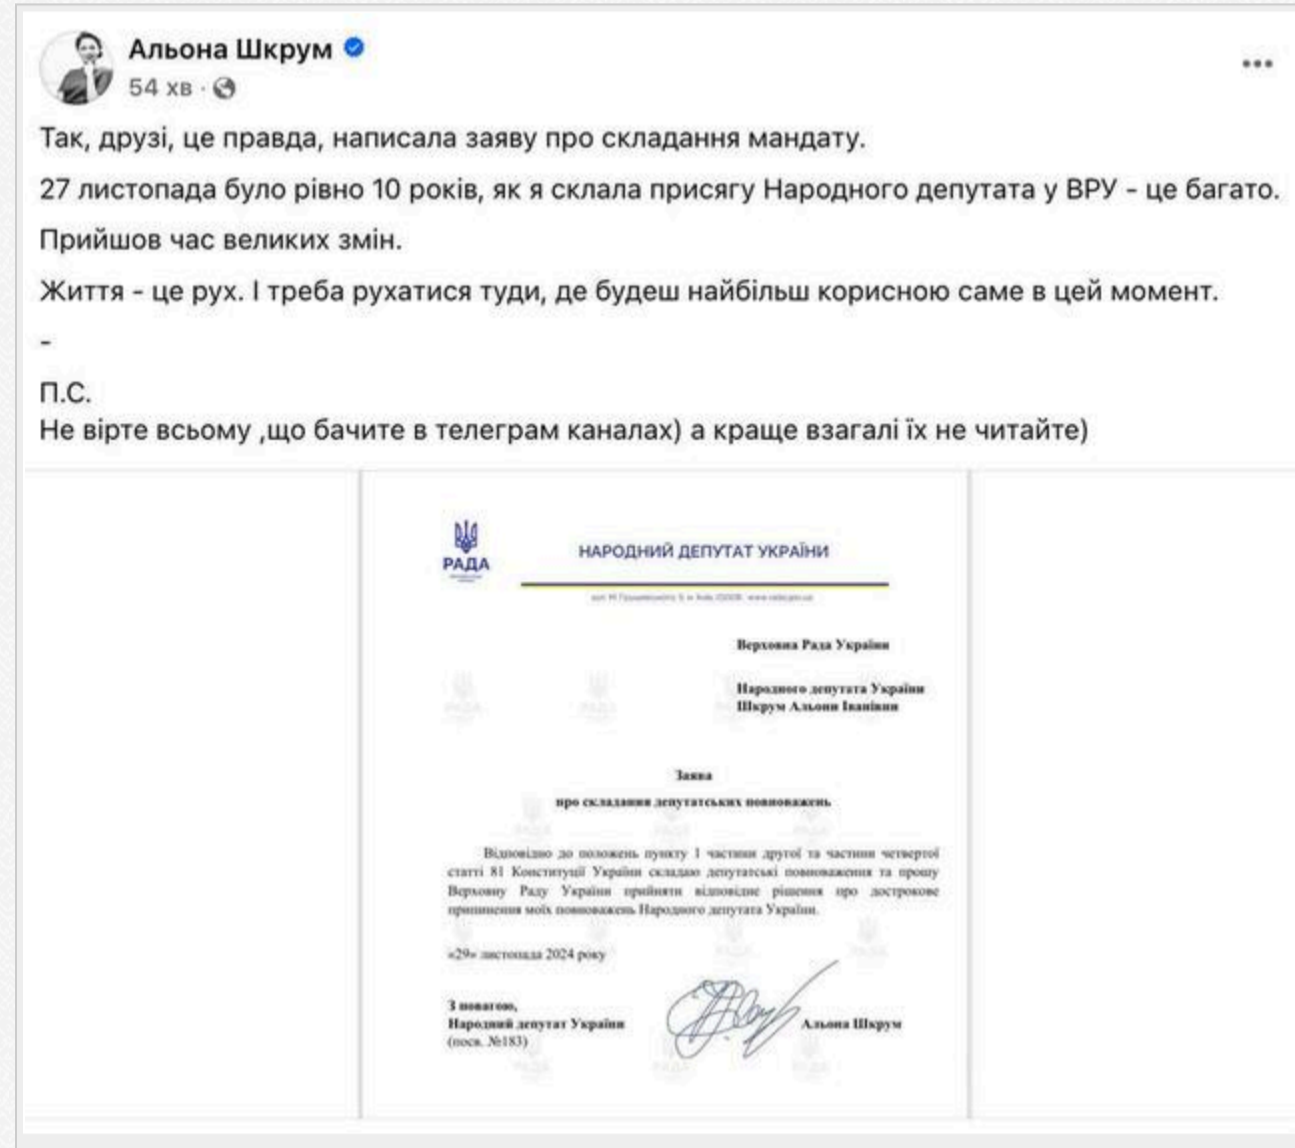 Альона Шкрум
54 хв
Так, друзі, це правда, написала заяву про складання мандату.
27 листопада було рівно 10 років, як я склала присягу Народного депутата у ВРУ - це багато.
Прийшов час великих змін.
Життя - це рух. І треба рухатися туди, де будеш найбільш корисною саме в цей момент.
-
П.С.
Не вірте всьому ,що бачите в телеграм каналах) а краще взагалі їх не читайте)
РАДА
НАРОДНИЙ ДЕПУТАТ УКРАЇНИ
Верховна Рада України
Народного депутата України
Шкрум Альони Іванівни
Заява
про складання депутатських повноважень
Відповідно до положень пункту 1 частини другої та частини четвертої
статті 81 Конституції України складаю депутатські повноваження та прошу
Верховну Раду України прийняти відповідне рішення про дострокове
припинення моїх повноважень Народного депутата України.
«29» листопада 2024 року
З повагою,
Народний депутат України
(посв. №183)
Альона Шкрум